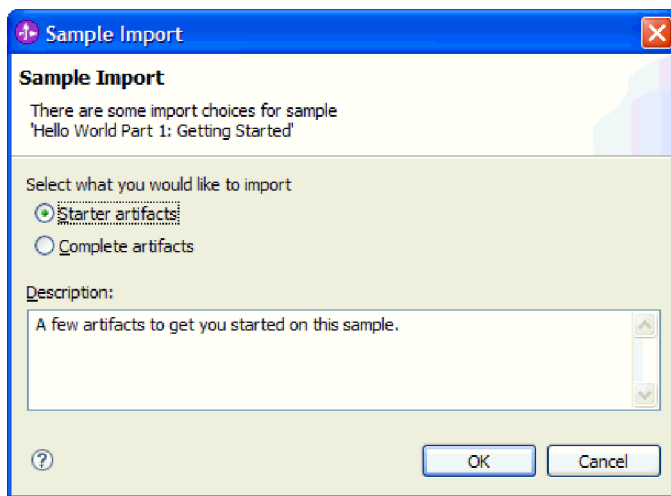 Sample Import
Sample Import
There are some import choices for sample
'Hello World Part 1: Getting Started'
Select what you would like to import
Starter artifacts
Complete artifacts
Description:
A few artifacts to get you started on this sample.
?
OK
Cancel